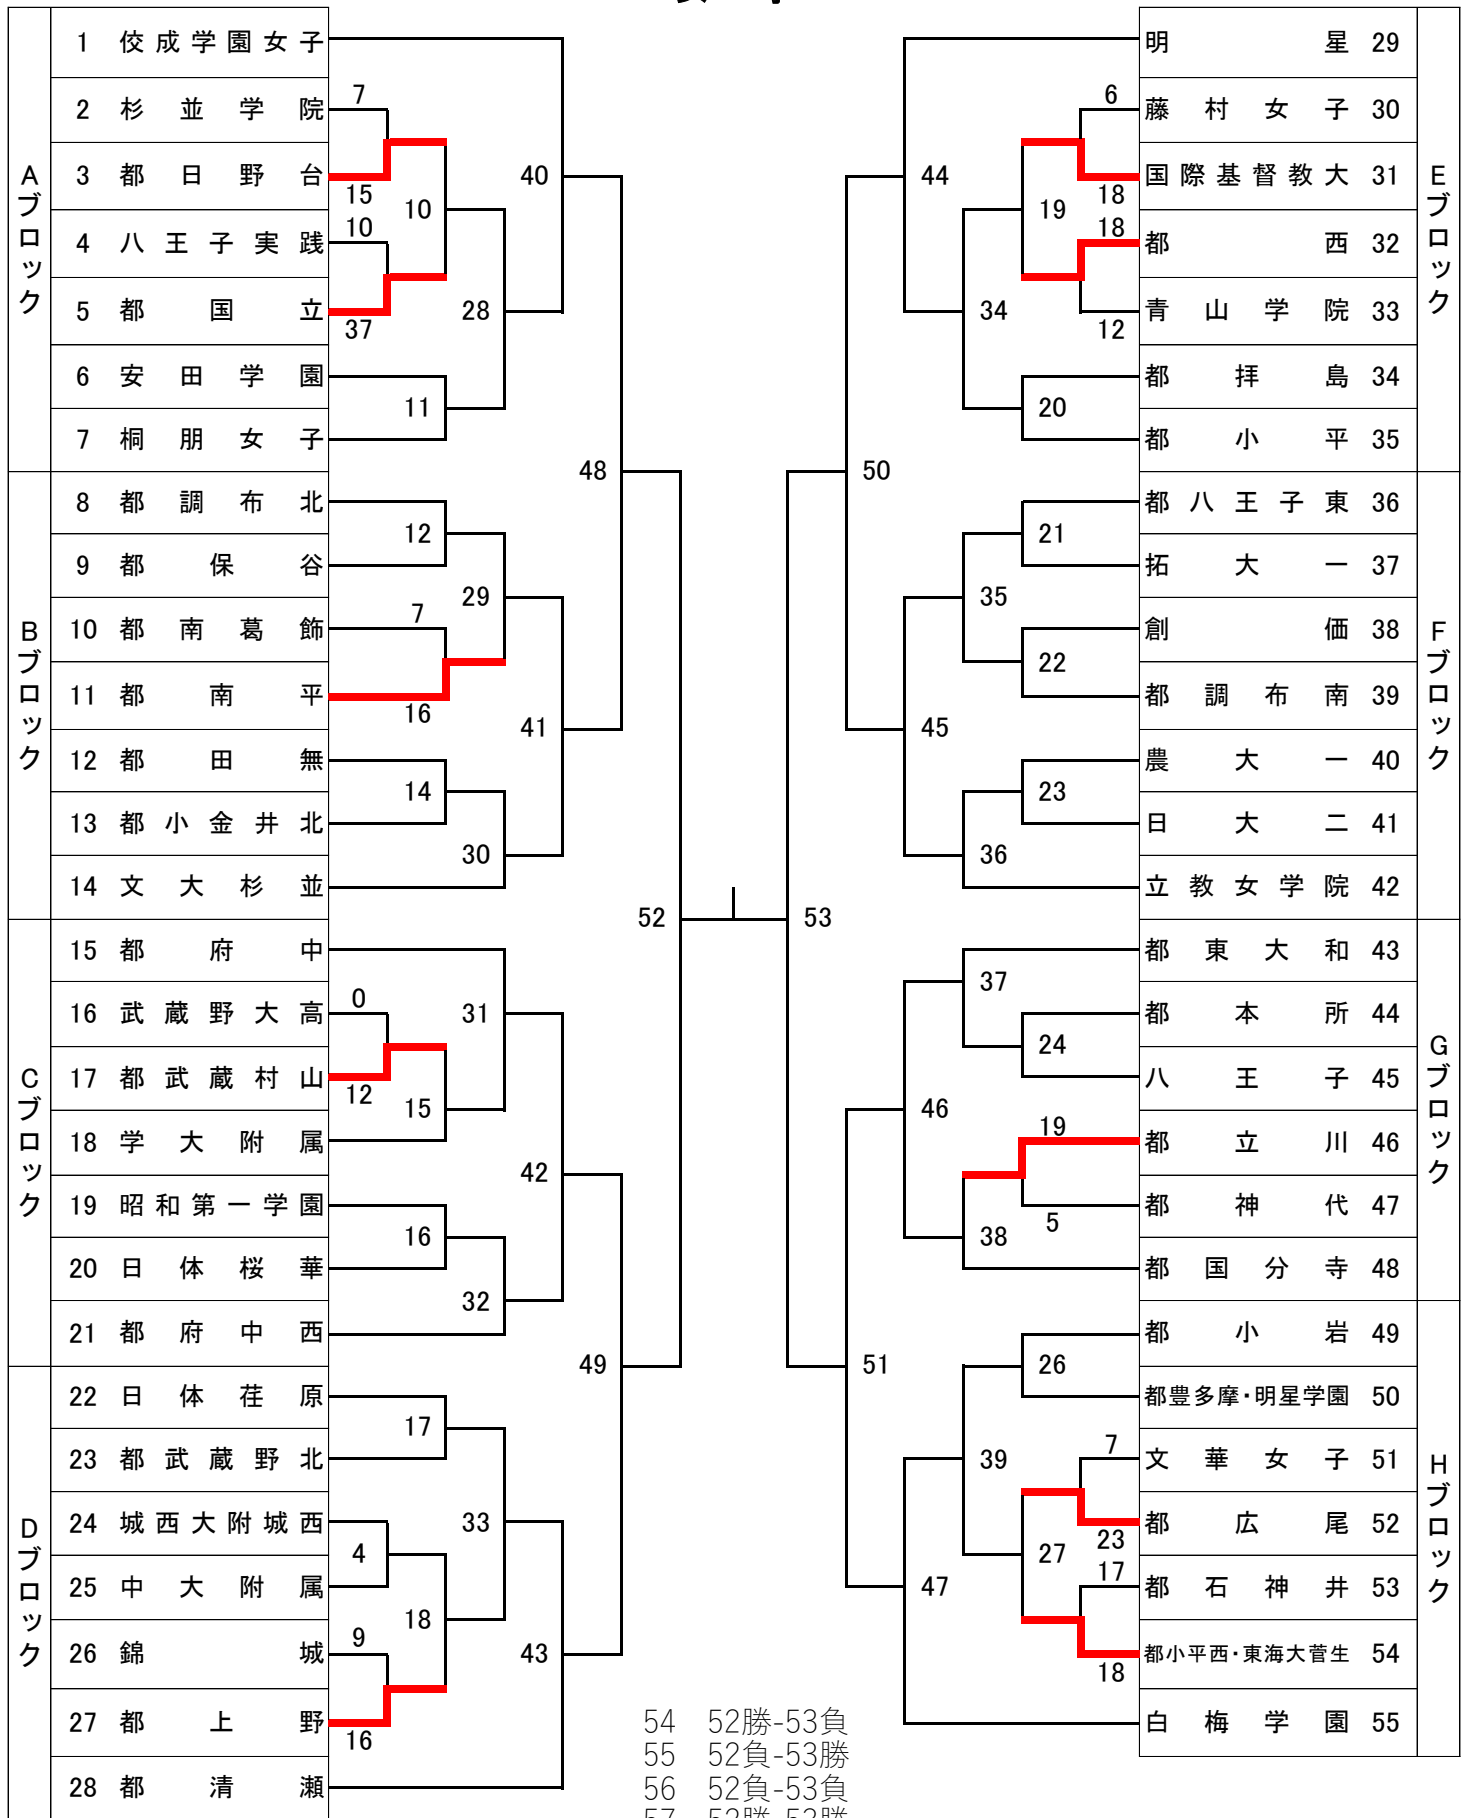 Aブロック
1 佼成学園女子
2 杉並学院
3 都日野台
4 八王子実践
5 都国立
6 安田学園
7 桐朋女子
7
15
10
37
10
11
28
40
Bブロック
8 都調布北
9 都保谷
10 都南葛飾
11 都南平
12 都田無
13 都小金井北
14 文大杉並
12
7
16
14
29
30
41
48
Cブロック
15 都府中
16 武蔵野大高
17 都武蔵村山
18 学大附属
19 昭和第一学園
20 日体桜華
21 都府中西
0
12
15
16
31
32
42
Dブロック
22 日体荏原
23 都武蔵野北
24 城西大附城西
25 中大附属
26 錦城
27 都上野
28 都清瀬
17
4
9
16
18
33
43
49
52
53
Eブロック
明星 29
藤村女子 30
国際基督教大 31
都西 32
青山学院 33
都拝島 34
都小平 35
6
18
18
12
19
20
34
44
Fブロック
都八王子東 36
拓大一 37
創価 38
都調布南 39
農大一 40
日大二 41
立教女学院 42
21
22
23
35
36
45
50
Gブロック
都東大和 43
都本所 44
八王子 45
都立川 46
都神代 47
都国分寺 48
37
24
19
5
38
46
Hブロック
都小岩 49
都豊多摩・明星学園 50
文華女子 51
都広尾 52
都石神井 53
都小平西・東海大菅生 54
白梅学園 55
26
7
23
17
18
27
39
47
51
54 52勝-53負
55 52負-53勝
56 52負-53負
57 52勝-53勝